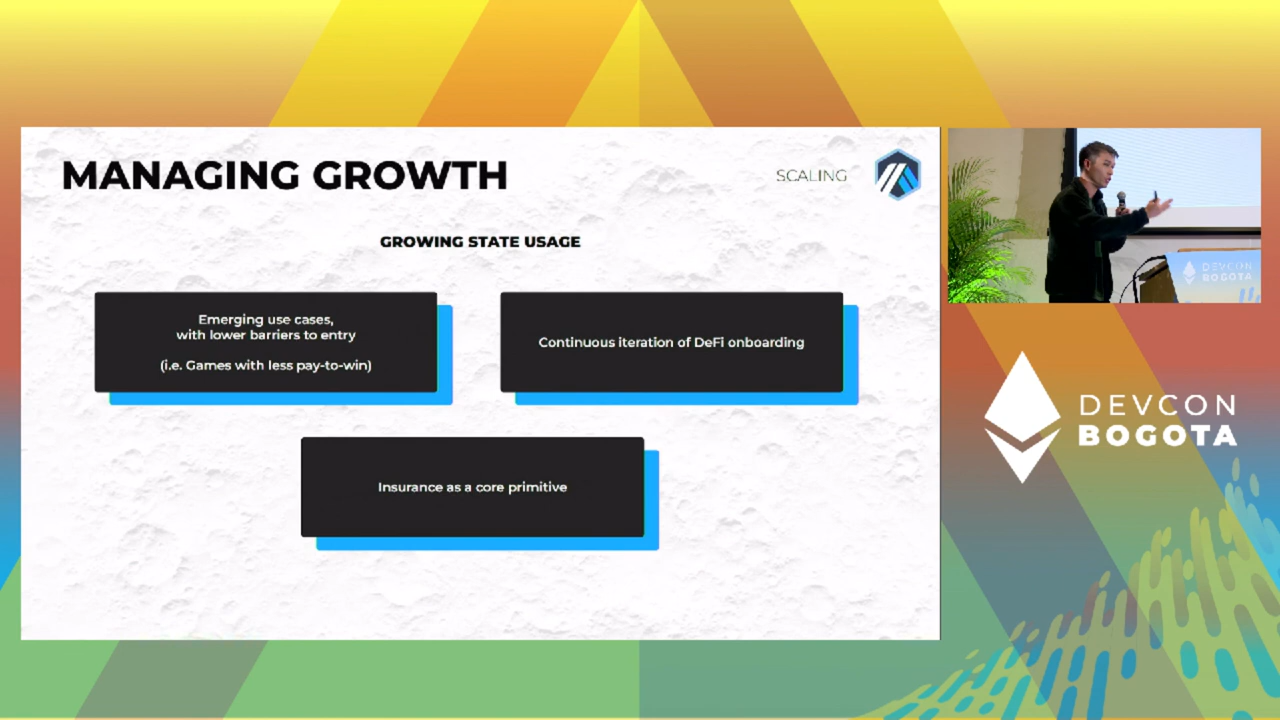 MANAGING GROWTH
SCALING
GROWING STATE USAGE
Emerging use cases,
with lower barriers to entry
(i.e. Games with less pay-to-win)
Continuous iteration of DeFi onboarding
Insurance as a core primitive
DEVCON
BOGOTA
DEVCON
BOGOTA